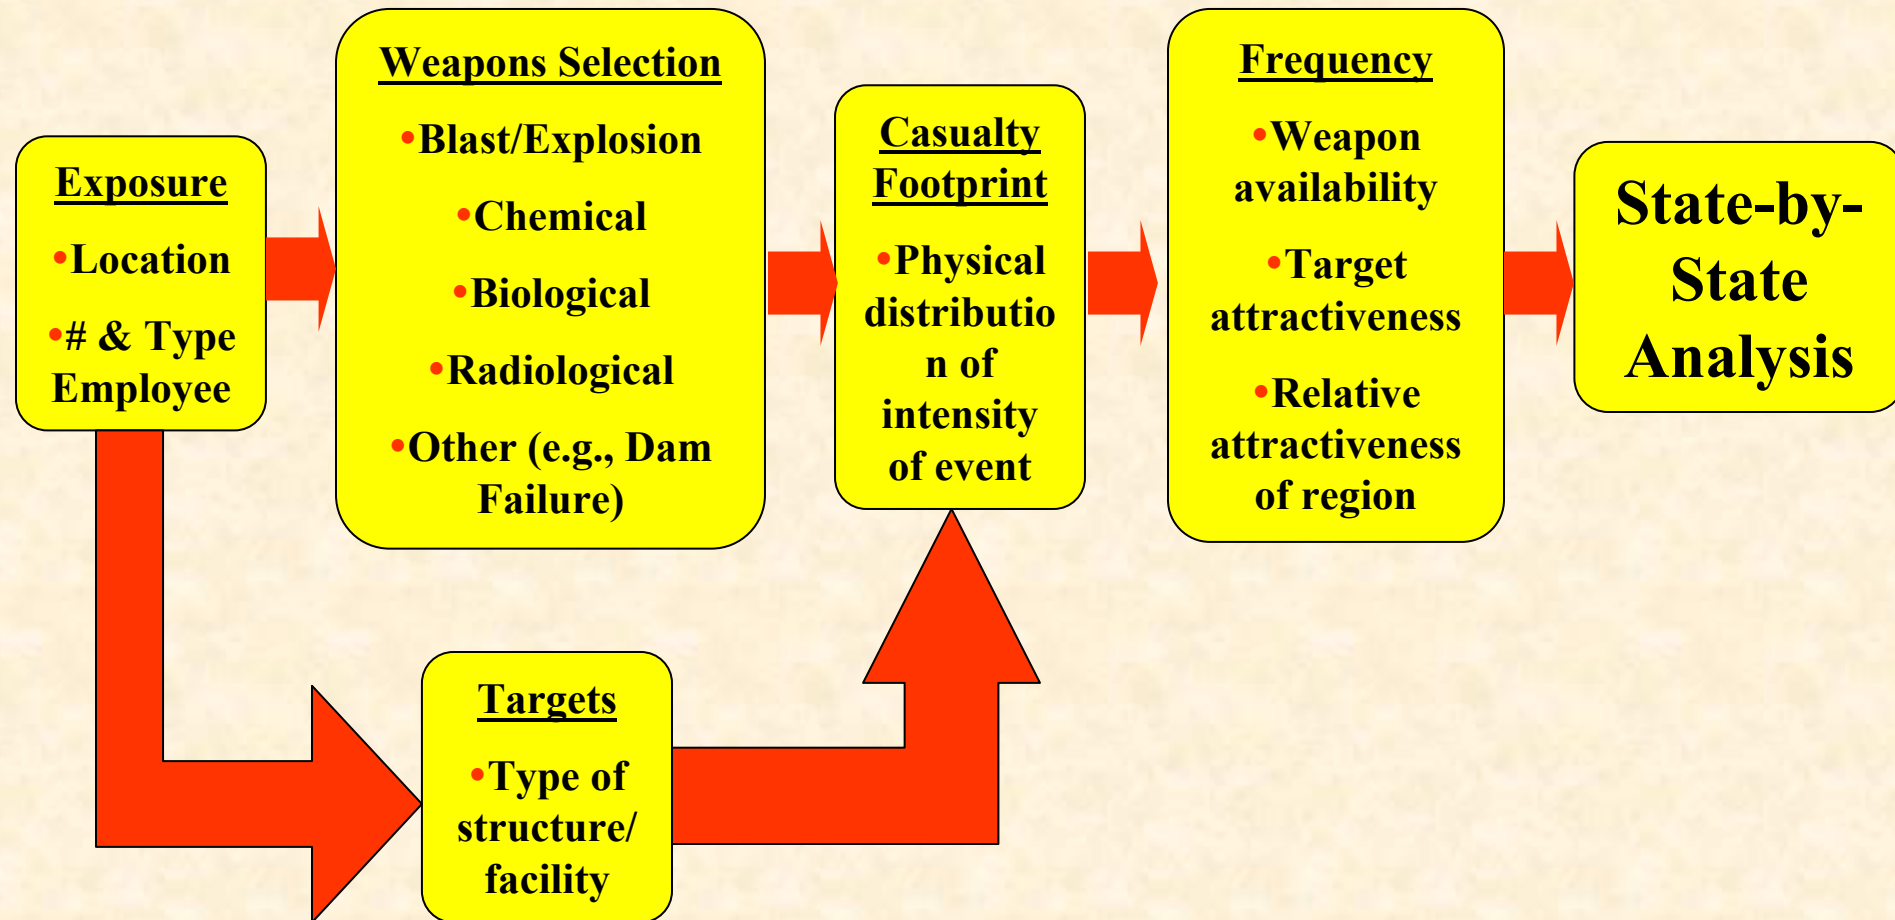 Exposure
•Location
•# & Type
Employee
Weapons Selection
•Blast/Explosion
•Chemical
•Biological
•Radiological
•Other (e.g., Dam
Failure)
Casualty
Footprint
•Physical
distributio
n of
intensity
of event
Frequency
•Weapon
availability
•Target
attractiveness
•Relative
attractiveness
of region
State-by-
State
Analysis
Targets
•Type of
structure/
facility